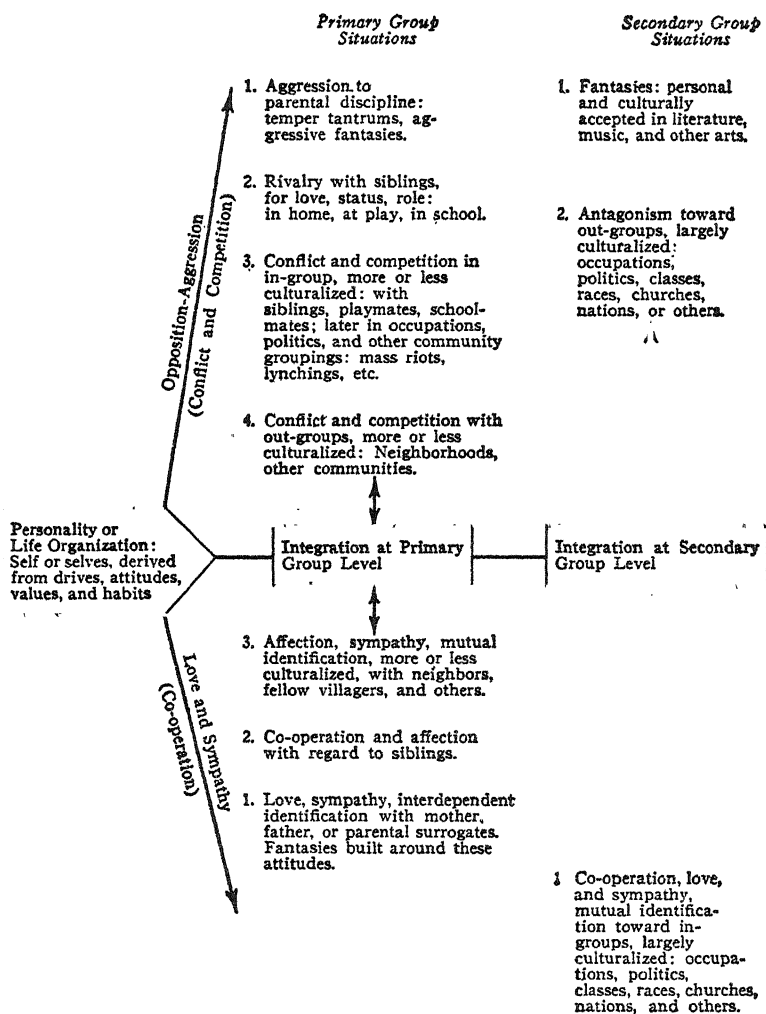 Primary Group
Situations
Secondary Group
Situations
1. Aggression to
parental discipline:
temper tantrums, ag-
gressive fantasies.
2. Rivalry with siblings,
for love, status, role:
in home, at play, in school.
3. Conflict and competition in
in-group, more or less
culturalized: with
siblings, playmates, school-
mates; later in occupations,
politics, and other community
groupings: mass riots,
lynchings, etc.
4. Conflict and competition with
out-groups, more or less
culturalized: Neighborhoods,
other communities.
1. Fantasies: personal
and culturally
accepted in literature,
music, and other arts.
2. Antagonism toward
out-groups, largely
culturalized:
occupations,
politics, classes,
races, churches,
nations, or others.
Opposition-Aggression
(Conflict and Competition)
Personality or
Life Organization:
Self or selves, derived
from drives, attitudes,
values, and habits
Integration at Primary
Group Level
Integration at Secondary
Group Level
Love and Sympathy
(Co-operation)
3. Affection, sympathy, mutual
identification, more or less
culturalized, with neighbors,
fellow villagers, and others.
2. Co-operation and affection
with regard to siblings.
1. Love, sympathy, interdependent
identification with mother,
father, or parental surrogates.
Fantasies built around these
attitudes.
1 Co-operation, love,
and sympathy,
mutual identifica-
tion toward in-
groups, largely
culturalized: occupa-
tions, politics,
classes, races, churches,
nations, and others.